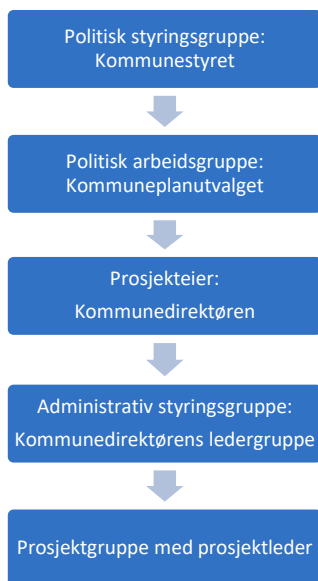 Politisk styringsgruppe:
Kommunestyret
Politisk arbeidsgruppe:
Kommuneplanutvalget
Prosjekteier:
Kommunedirektøren
Administrativ styringsgruppe:
Kommunedirektørens ledergruppe
Prosjektgruppe med prosjektleder